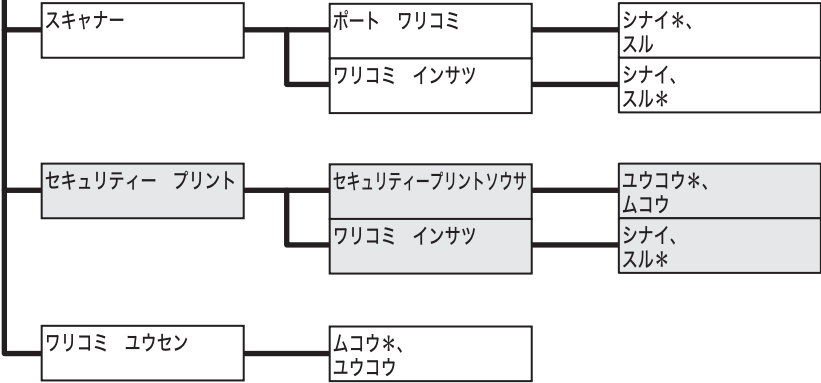 スキャナー
ポート　ワリコミ
シナイ＊、
スル
ワリコミ　インサツ
シナイ、
スル＊
セキュリティー　プリント
セキュリティープリントソウサ
ユウコウ＊、
ムコウ
ワリコミ　インサツ
シナイ、
スル＊
ワリコミ　ユウセン
ムコウ＊、
ユウコウ